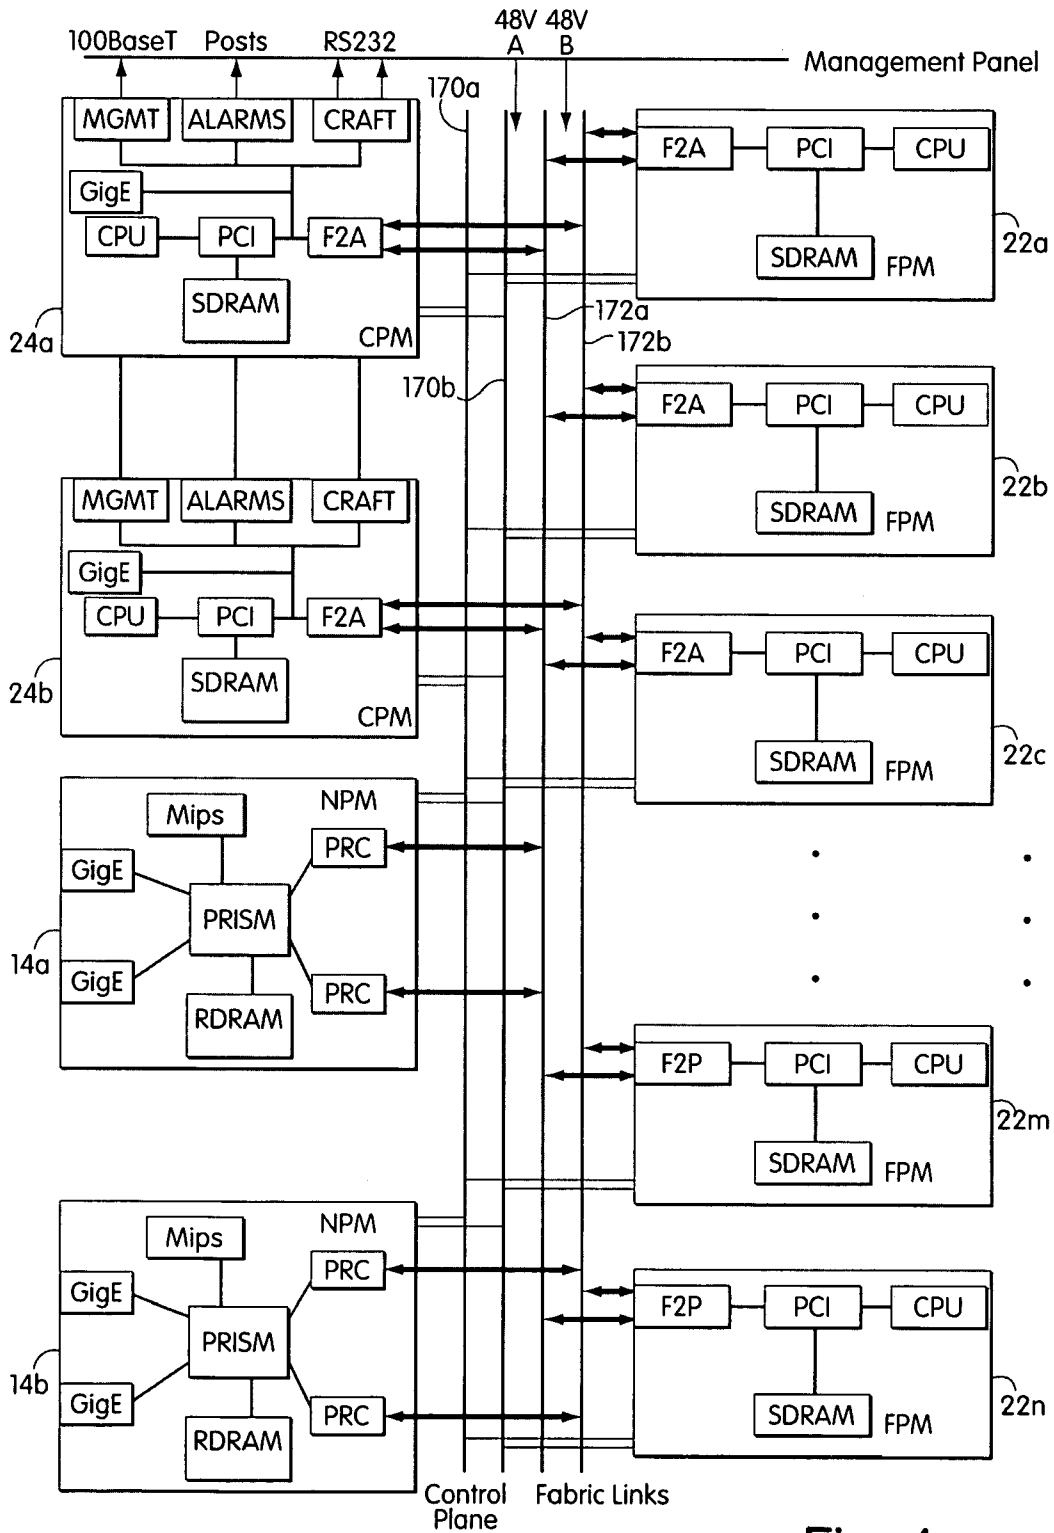 48V 48V
100BaseT Posts RS232 A B
Management Panel
170a
MGMT ALARMS CRAFT
F2A PCI CPU
GigE
CPU PCI F2A
22a
SDRAM FPM
SDRAM
172a
24a CPM
172b
170b
F2A PCI CPU
MGMT ALARMS CRAFT
22b
SDRAM FPM
GigE
CPU PCI F2A
F2A PCI CPU
SDRAM
24b
CPM
22c
SDRAM FPM
NPM
Mips
PRC
GigE
PRISM
14a
GigE
PRC
RDRAM
F2P PCI CPU
22m
SDRAM FPM
NPM
Mips
PRC
GigE
F2P PCI CPU
PRISM
14b
GigE
PRC
22n
SDRAM FPM
RDRAM
Control Fabric Links
Plane